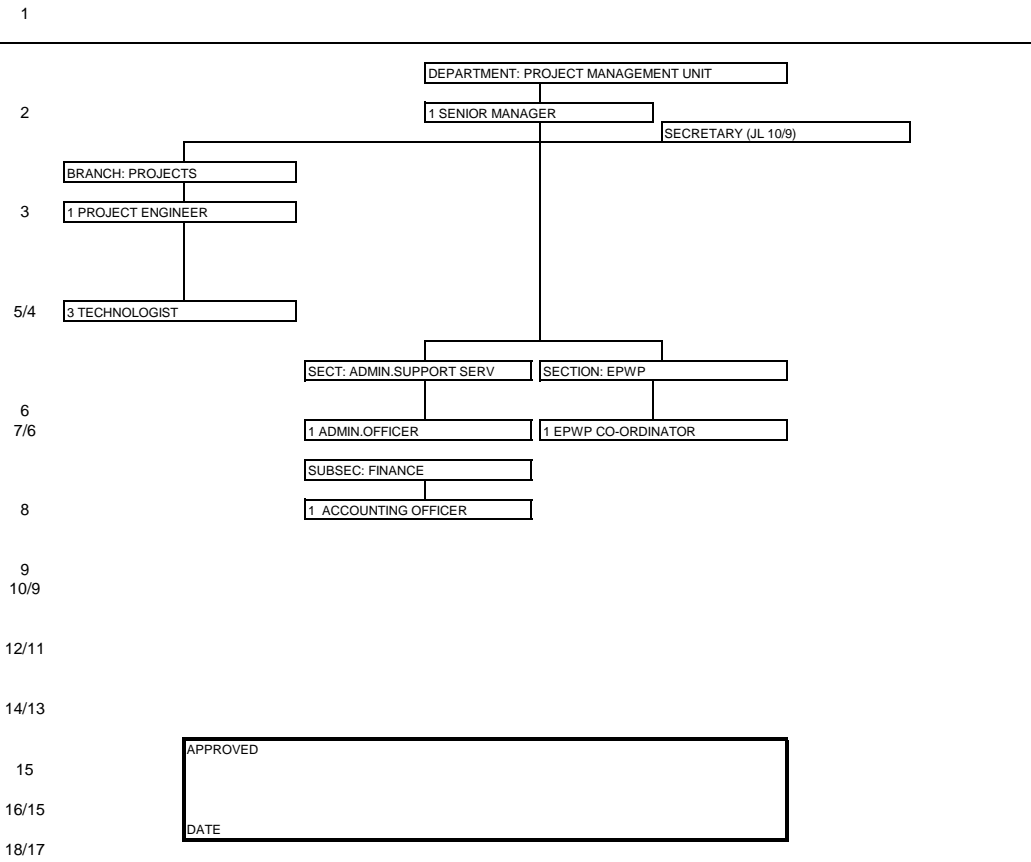 1
DEPARTMENT: PROJECT MANAGEMENT UNIT
2
1 SENIOR MANAGER
SECRETARY (JL 10/9)
BRANCH: PROJECTS
3
1 PROJECT ENGINEER
5/4
3 TECHNOLOGIST
SECT: ADMIN.SUPPORT SERV
SECTION: EPWP
6
7/6
1 ADMIN.OFFICER
1 EPWP CO-ORDINATOR
SUBSEC: FINANCE
8
1 ACCOUNTING OFFICER
9
10/9
12/11
14/13
APPROVED
15
16/15
DATE
18/17